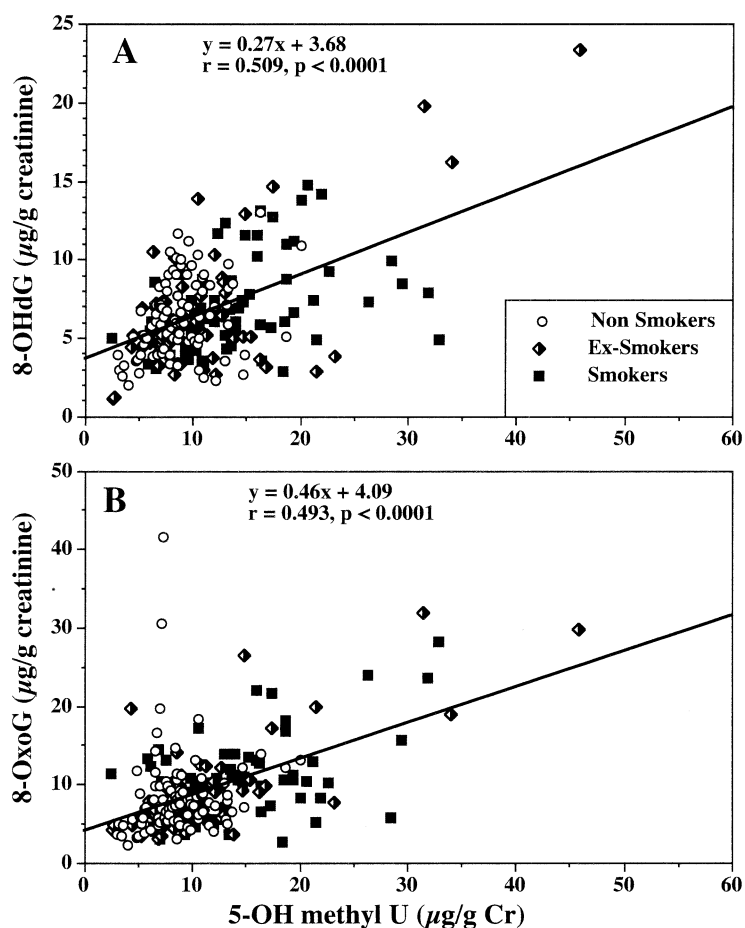 A
y = 0.27x + 3.68
r = 0.509, p < 0.0001
25
20
15
10
5
0
8-OHdG (µg/g creatinine)
Non Smokers
Ex-Smokers
Smokers
0 10 20 30 40 50 60
B
y = 0.46x + 4.09
r = 0.493, p < 0.0001
50
40
30
20
10
0
8-OxoG (µg/g creatinine)
0 10 20 30 40 50 60
5-OH methyl U (µg/g Cr)